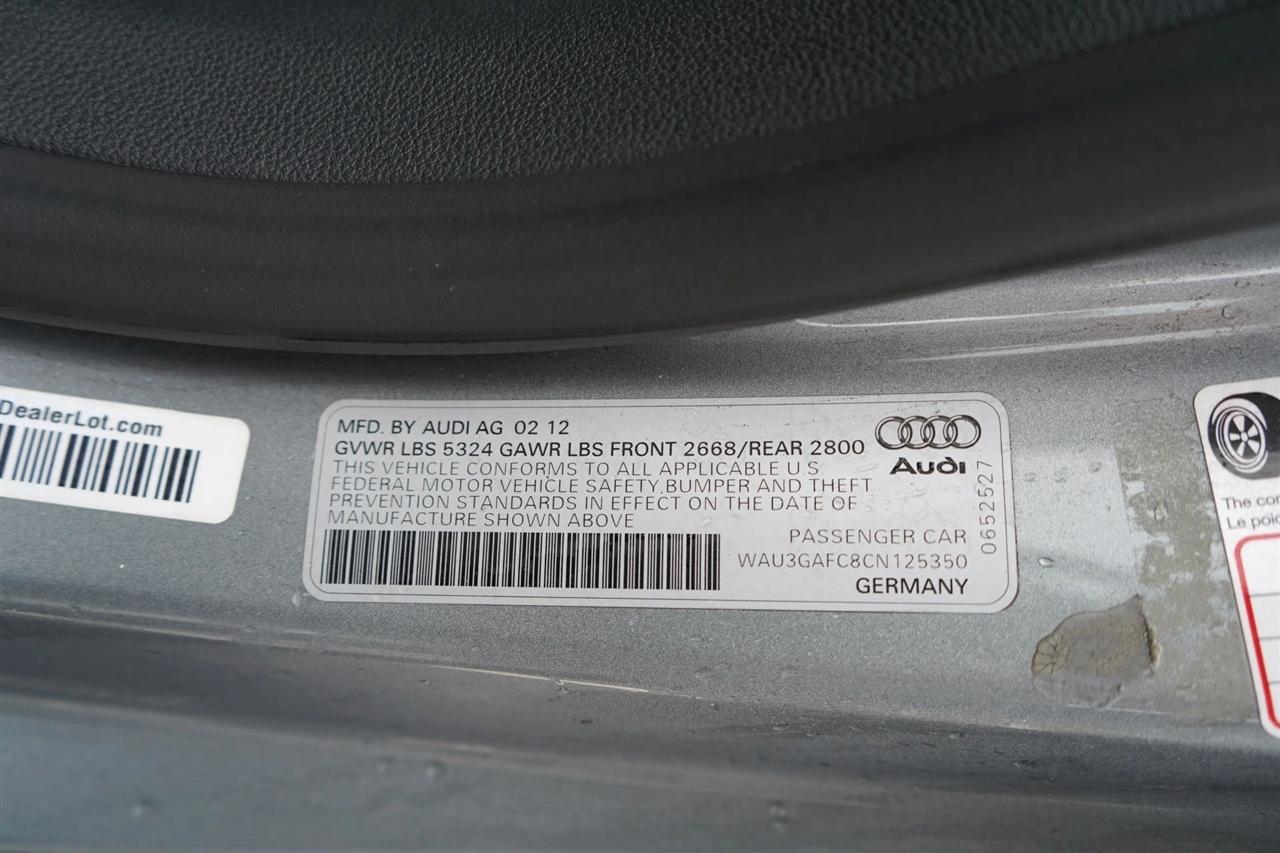 DealerLot.com
MFD. BY AUDI AG 02 12
GVWR LBS 5324 GAWR LBS FRONT 2668/REAR 2800
THIS VEHICLE CONFORMS TO ALL APPLICABLE U S
FEDERAL MOTOR VEHICLE SAFETY,BUMPER AND THEFT
PREVENTION STANDARDS IN EFFECT ON THE DATE OF
MANUFACTURE SHOWN ABOVE
Audi
PASSENGER CAR
WAU3GAFC8CN125350
GERMANY
0652527
The
Le